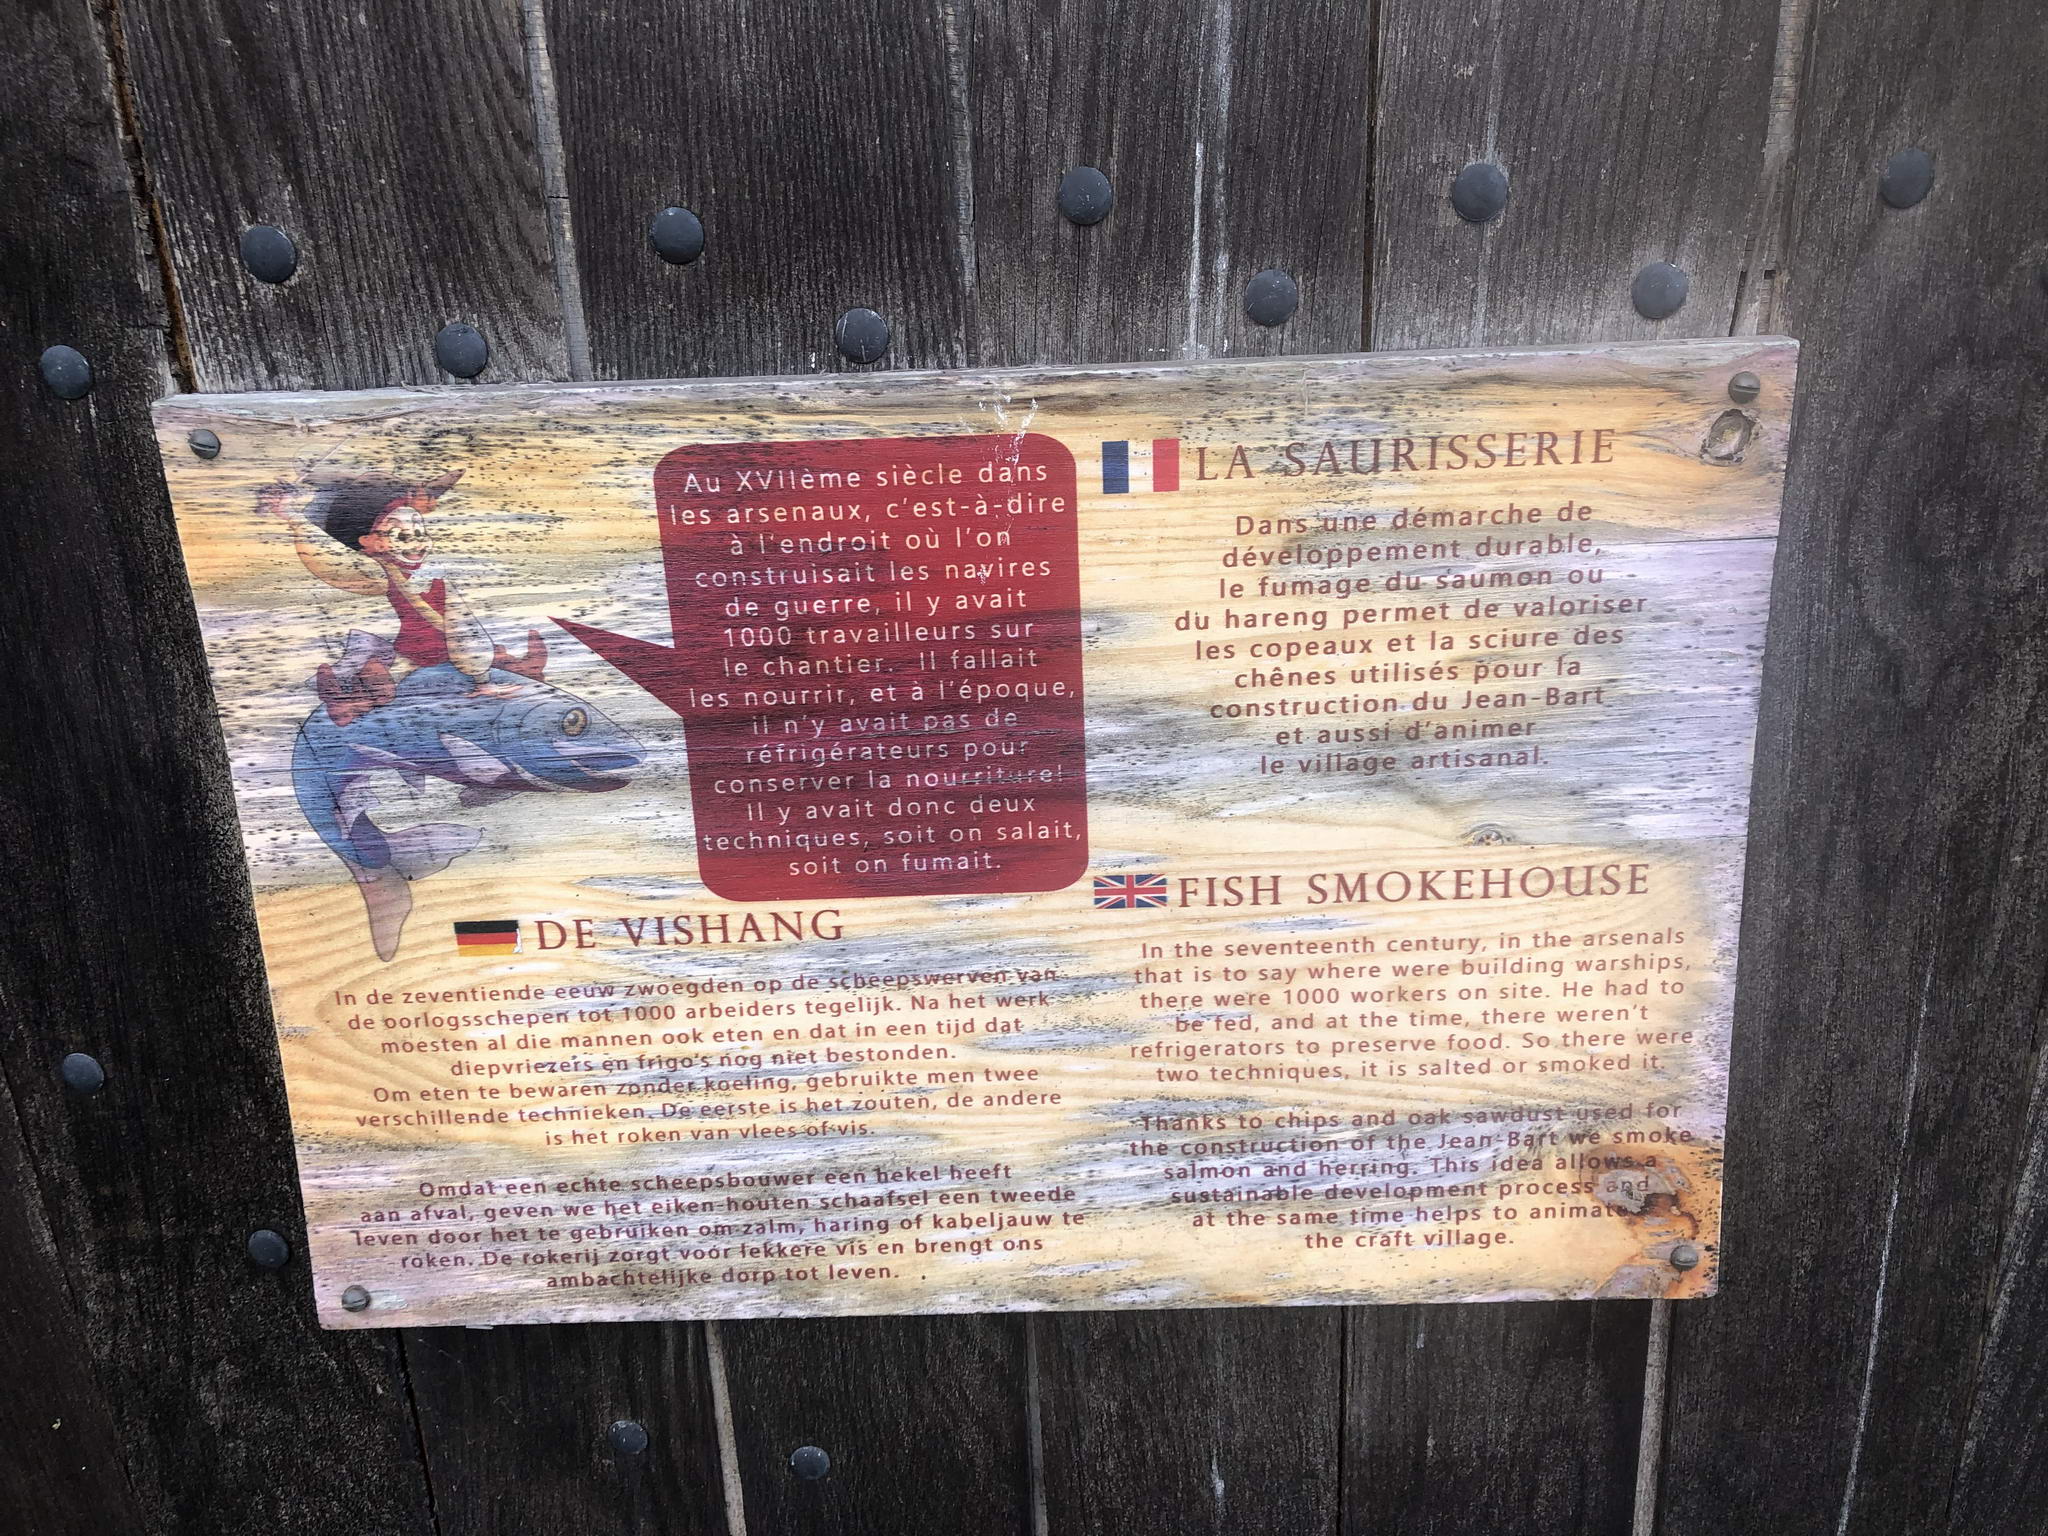 Au XVIIème siècle dans
les arsenaux, c'est-à-dire
à l'endroit où l'on
construisait les navires
de guerre, il y avait
1000 travailleurs sur
le chantier. Il fallait
les nourrir, et à l'époque,
il n'y avait pas de
réfrigérateurs pour
conserver la nourriture!
Il y avait donc deux
techniques, soit on salait,
soit on fumait.
LA SAURISSERIE
Dans une démarche de
développement durable,
le fumage du saumon ou
du hareng permet de valoriser
les copeaux et la sciure des
chênes utilisés pour la
construction du Jean-Bart
et aussi d'animer
le village artisanal.
DE VISHANG
In de zeventiende eeuw zwoegden op de scheepswerven van
de oorlogsschepen tot 1000 arbeiders tegelijk. Na het werk
moesten al die mannen ook eten en dat in een tijd dat
diepvriezers en frigo's nog niet bestonden.
Om eten te bewaren zonder koeling, gebruikte men twee
verschillende technieken. De eerste is het zouten, de andere
is het roken van vlees of vis.
Omdat een echte scheepsbouwer een hekel heeft
aan afval, geven we het eiken-houten schaafsel een tweede
leven door het te gebruiken om zalm, haring of kabeljauw te
roken. De rokerij zorgt voor lekkere vis en brengt ons
ambachtelijke dorp tot leven.
FISH SMOKEHOUSE
In the seventeenth century, in the arsenals
that is to say where were building warships,
there were 1000 workers on site. He had to
be fed, and at the time, there weren't
refrigerators to preserve food. So there were
two techniques, it is salted or smoked it.
Thanks to chips and oak sawdust used for
the construction of the Jean-Bart we smoke
salmon and herring. This idea allows a
sustainable development process and
at the same time helps to animate
the craft village.